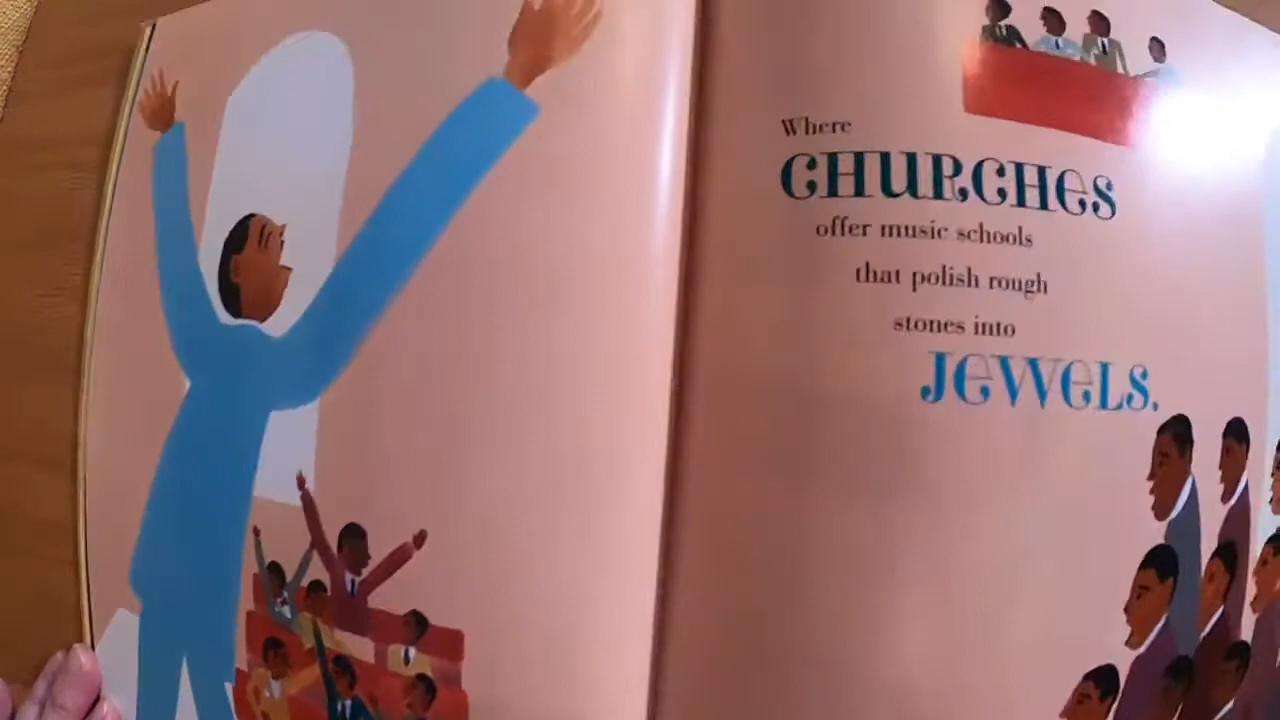 Where
CHURCHES
offer music schools
that polish rough
stones into
JEWELS.